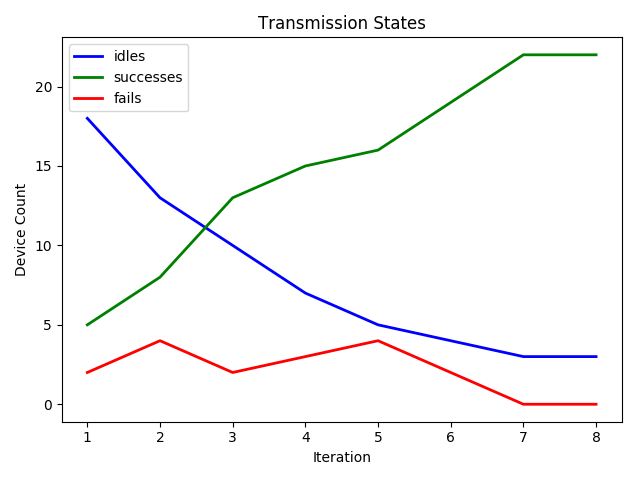 Transmission States
idles
successes
fails
20
15
10
5
0
Device Count
1 2 3 4 5 6 7 8
Iteration